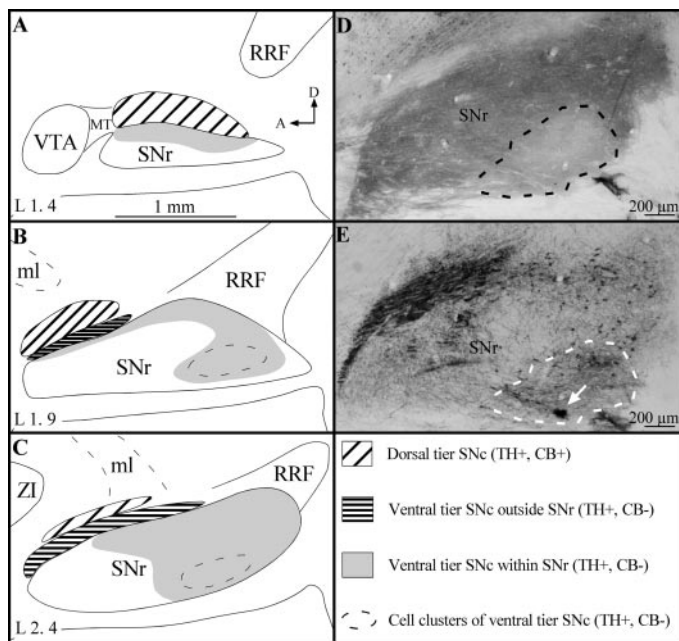 A
RRF
D
A
VTA
MT
SNr
L 1. 4
1 mm
B
ml
RRF
SNr
L 1. 9
C
ml
ZI
RRF
SNr
L 2. 4
D
SNr
200 µm
E
SNr
200 µm
Dorsal tier SNc (TH+, CB+)
Ventral tier SNc outside SNr (TH+, CB-)
Ventral tier SNc within SNr (TH+, CB-)
Cell clusters of ventral tier SNc (TH+, CB-)